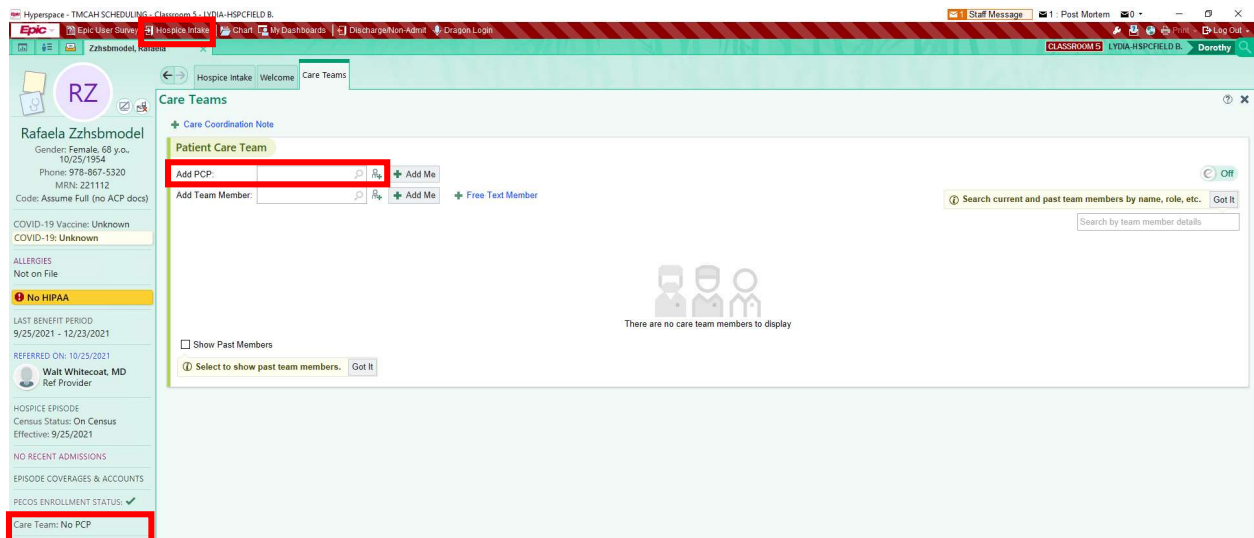 Hyperspace - TMCAH SCHEDULING - Classroom 5 - LYDIA-HSPCFIELD B.
1 Staff Message 1 : Post Mortem 0
Epic Epic User Survey Hospice Intake Chart My Dashboards Discharge/Non-Admit Dragon Login Print Log Out
Zzhsbmodel, Rafaela CLASSROOM 5 LYDIA-HSPCFIELD B. Dorothy
Hospice Intake Welcome Care Teams
RZ
Rafaela Zzhsbmodel
Gender: Female, 68 y.o.,
10/25/1954
Phone: 978-867-5320
MRN: 221112
Code: Assume Full (no ACP docs)
COVID-19 Vaccine: Unknown
COVID-19: Unknown
ALLERGIES
Not on File
No HIPAA
LAST BENEFIT PERIOD
9/25/2021 - 12/23/2021
REFERRED ON: 10/25/2021
Walt Whitecoat, MD
Ref Provider
HOSPICE EPISODE
Census Status: On Census
Effective: 9/25/2021
NO RECENT ADMISSIONS
EPISODE COVERAGES & ACCOUNTS
PECOS ENROLLMENT STATUS:
Care Team: No PCP
Care Teams
Care Coordination Note
Patient Care Team
Add PCP: Add Me Off
Add Team Member: Add Me Free Text Member
Search current and past team members by name, role, etc. Got It
Search by team member details
There are no care team members to display
Show Past Members
Select to show past team members. Got It